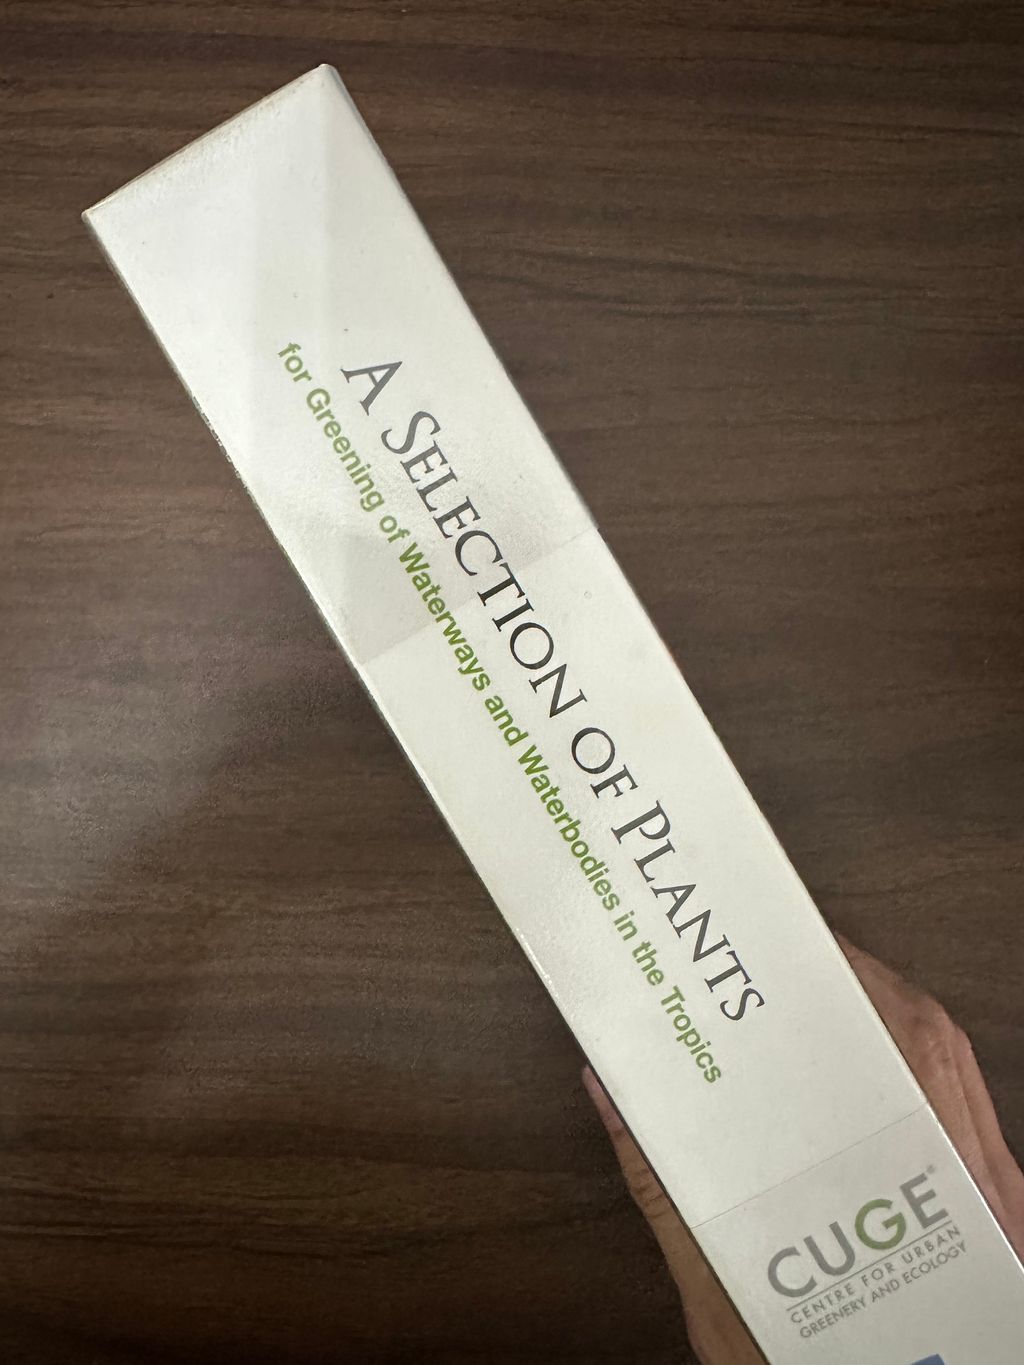 A SELECTION OF PLANTS
for Greening of Waterways and Waterbodies in the Tropics
CUGE®
CENTRE FOR URBAN
GREENERY AND ECOLOGY